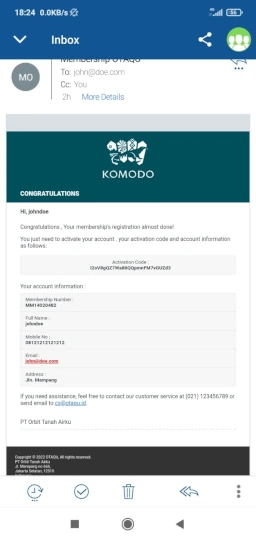 18:24 0.0KB/s
Inbox
Membership OTAQU
MO
To: john@doe.com
Cc: You
2h More Details
KOMODO
CONGRATULATIONS
Hi, johndoe
Congratulations , Your membership's registration almost done!
You just need to activate your account . your activation code and account information
as follows:
Activation Code :
Your account information :
Membership Number :
MM14020482
Full Name :
johndoe
Mobile No :
08121212121212
Email :
john@doe.com
Address :
Jln. Mampang
If you need assistance, feel free to contact our customer service at (021) 123456789 or
send email to cs@otaqu.id.
PT Orbit Tanah Airku
Copyright © 2022 OTAQU, All rights reserved.
PT Orbit Tanah Airku
Jl. Mampang no 46A,
Jakarta Selatan, 12510